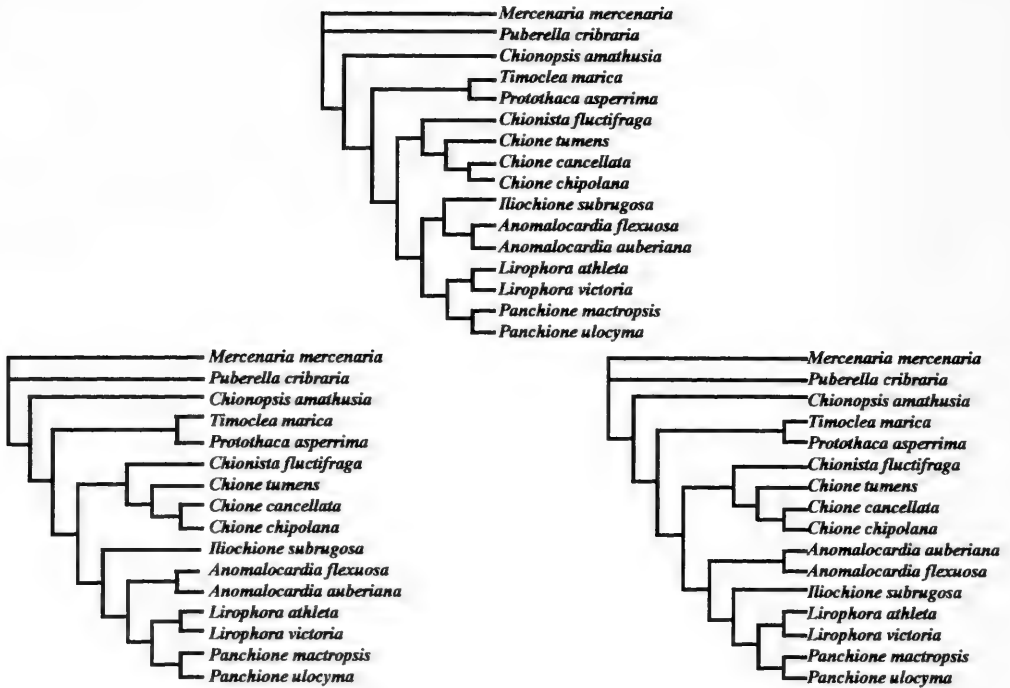 Mercenaria mercenaria
Puberella cribraria
Chionopsis amathusia
Timoclea marica
Protothaca asperrima
Chionista fluctifraga
Chione tumens
Chione cancellata
Chione chipolana
Iliochione subrugosa
Anomalocardia flexuosa
Anomalocardia auberiana
Lirophora athleta
Lirophora victoria
Panchione mactropsis
Panchione ulocyma
Mercenaria mercenaria
Puberella cribraria
Chionopsis amathusia
Timoclea marica
Protothaca asperrima
Chionista fluctifraga
Chione tumens
Chione cancellata
Chione chipolana
Iliochione subrugosa
Anomalocardia flexuosa
Anomalocardia auberiana
Lirophora athleta
Lirophora victoria
Panchione mactropsis
Panchione ulocyma
Mercenaria mercenaria
Puberella cribraria
Chionopsis amathusia
Timoclea marica
Protothaca asperrima
Chionista fluctifraga
Chione tumens
Chione cancellata
Chione chipolana
Anomalocardia auberiana
Anomalocardia flexuosa
Iliochione subrugosa
Lirophora athleta
Lirophora victoria
Panchione mactropsis
Panchione ulocyma